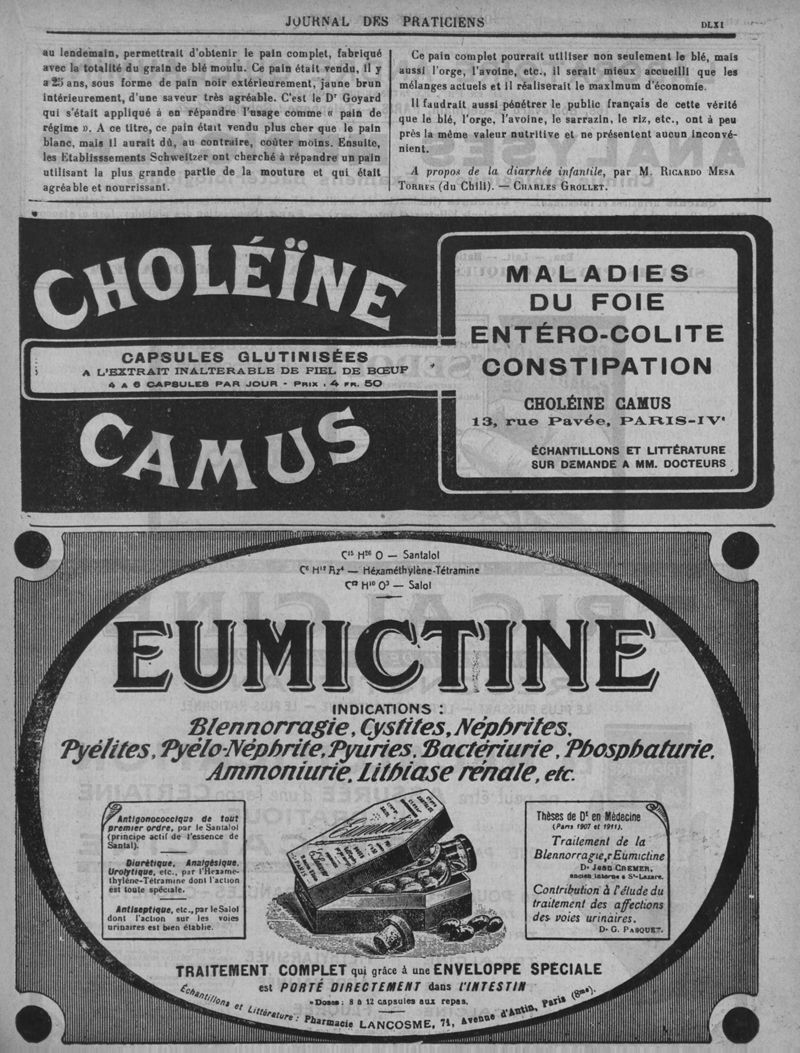 JOURNAL DES PRATICIENS
DLXI
au lendemain, permettrait d'obtenir le pain complet, fabriqué
avec la totalité du grain de blé moulu. Ce pain était vendu, il y
a 25 ans, sous forme de pain noir extérieurement, jaune brun
intérieurement, d'une saveur très agréable. C'est le Dr Goyard
qui s'était appliqué à en répandre l'usage comme « pain de
régime ». A ce titre, ce pain était vendu plus cher que le pain
blanc, mais il aurait dû, au contraire, coûter moins. Ensuite,
les Etablisssements Schweitzer ont cherché à répandre un pain
utilisant la plus grande partie de la mouture et qui était
agréable et nourrissant.
Ce pain complet pourrait utiliser non seulement le blé, mais
aussi l'orge, l'avoine, etc., il serait mieux accueilli que les
mélanges actuels et il réaliserait le maximum d'économie.
Il faudrait aussi pénétrer le public français de cette vérité
que le blé, l'orge, l'avoine, le sarrazin, le riz, etc., ont à peu
près la même valeur nutritive et ne présentent aucun inconvé-
nient.
A propos de la diarrhée infantile, par M. RICARDO MESA
TORRES (du Chili). — CHARLES GROLLET.
CHOLÉÏNE
CAPSULES GLUTINISÉES
A L'EXTRAIT INALTERABLE DE FIEL DE BŒUF
4 A 6 CAPSULES PAR JOUR - PRIX : 4 FR. 50
CAMUS
MALADIES
DU FOIE
ENTÉRO-COLITE
CONSTIPATION
CHOLÉINE CAMUS
13, rue Pavée, PARIS-IVe
ÉCHANTILLONS ET LITTÉRATURE
SUR DEMANDE A MM. DOCTEURS
C15 H26 O — Santalol
C6 H12 Az4 — Héxaméthylène-Tétramine
C13 H10 O3 — Salol
EUMICTINE
INDICATIONS :
Blennorragie, Cystites, Néphrites,
Pyélites, Pyélo-Néphrite, Pyuries, Bactériurie, Phosphaturie,
Ammoniurie, Lithiase rénale, etc.
Antigonococcique de tout
premier ordre, par le Santalol
(principe actif de l'essence de
Santal).
Diurétique, Analgésique,
Urolytique, etc., par l'Hexame-
thylène-Tétramine dont l'action
est toute spéciale.
Antiseptique, etc., par le Salol
dont l'action sur les voies
urinaires est bien établie.
Eumictine
Thèses de Dr en Médecine
(Paris 1907 et 1911).
Traitement de la
Blennorragie, r Eumictine
Dr Jean CREMER,
ancien interne à St-Lazare.
Contribution à l'étude du
traitement des affections
des voies urinaires.
Dr G. PASQUET.
TRAITEMENT COMPLET qui grâce à une ENVELOPPE SPÉCIALE
est PORTÉ DIRECTEMENT dans l'INTESTIN
Doses : 8 à 12 capsules aux repas.
Échantillons et Littérature : Pharmacie LANCOSME, 71, Avenue d'Antin, Paris (8me).